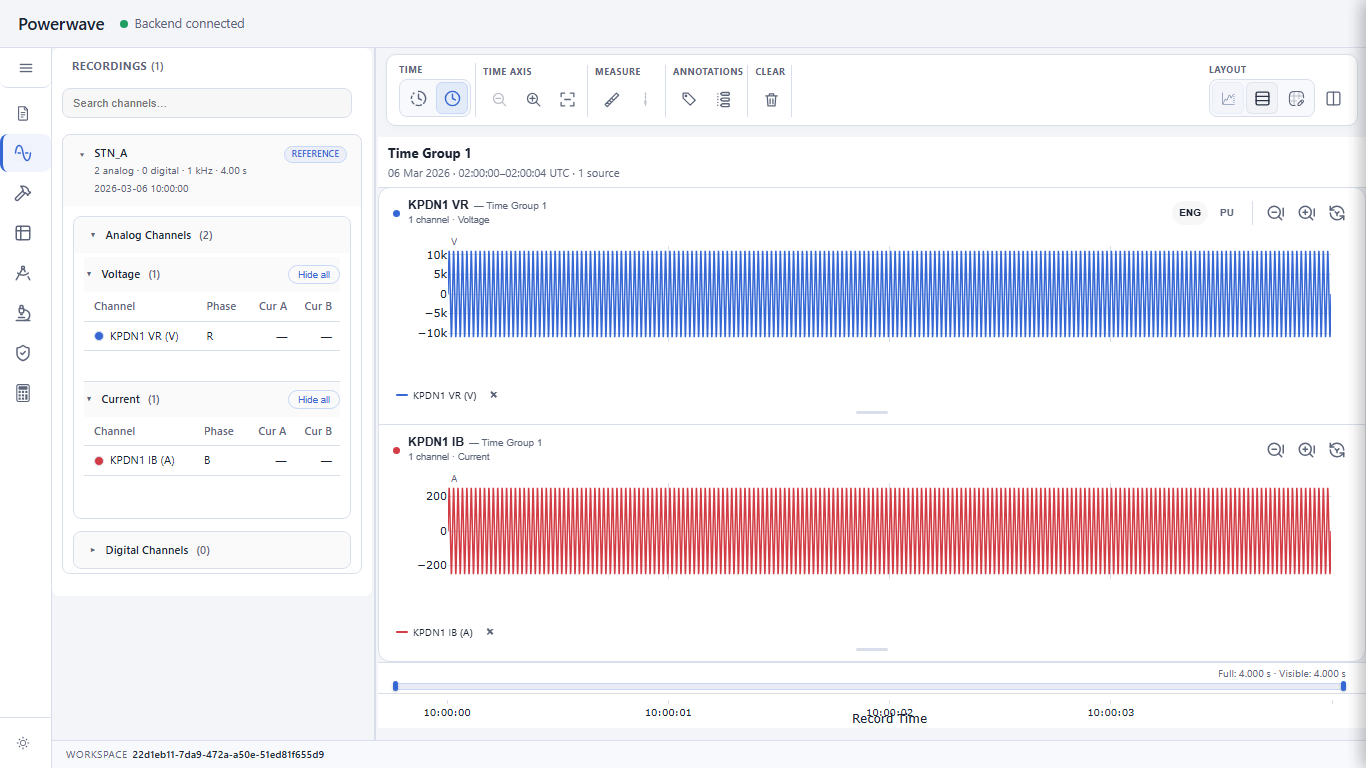 Powerwave Backend connected
RECORDINGS (1)
Search channels...
STN_A REFERENCE
2 analog · 0 digital · 1 kHz · 4.00 s
2026-03-06 10:00:00
Analog Channels (2)
Voltage (1) Hide all
Channel Phase Cur A Cur B
KPDN1 VR (V) R — —
Current (1) Hide all
Channel Phase Cur A Cur B
KPDN1 IB (A) B — —
Digital Channels (0)
TIME TIME AXIS MEASURE ANNOTATIONS CLEAR LAYOUT
Time Group 1
06 Mar 2026 · 02:00:00–02:00:04 UTC · 1 source
KPDN1 VR — Time Group 1
1 channel · Voltage
ENG PU
V
10k
5k
0
−5k
−10k
KPDN1 VR (V) ×
KPDN1 IB — Time Group 1
1 channel · Current
A
200
0
−200
KPDN1 IB (A) ×
Full: 4.000 s · Visible: 4.000 s
10:00:00 10:00:01 10:00:02 10:00:03
Record Time
WORKSPACE 22d1eb11-7da9-472a-a50e-51ed81f655d9